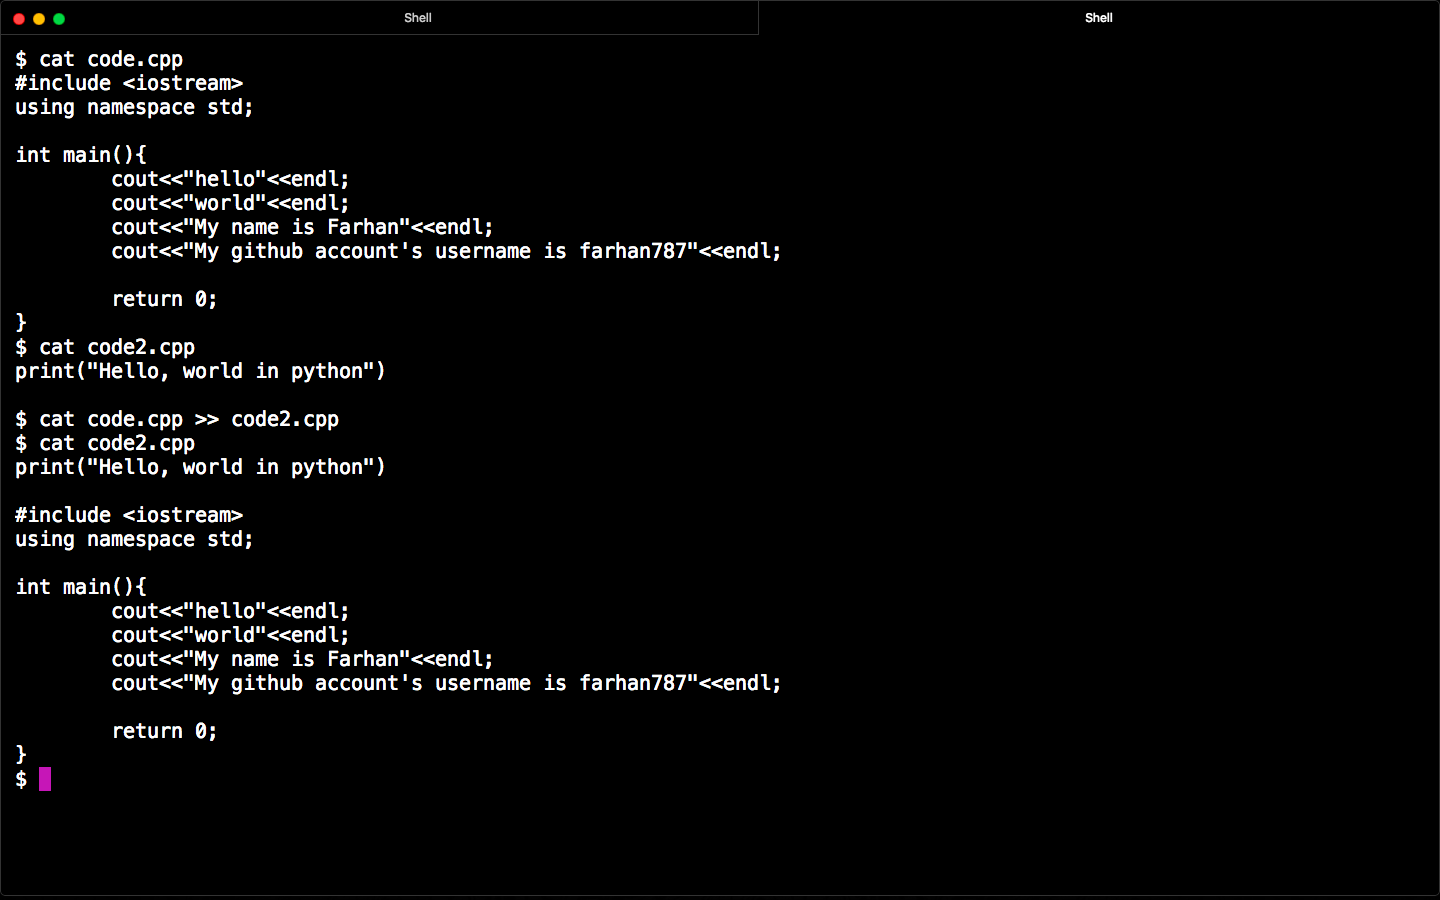 Shell
Shell
$ cat code.cpp
#include <iostream>
using namespace std;

int main(){
        cout<<"hello"<<endl;
        cout<<"world"<<endl;
        cout<<"My name is Farhan"<<endl;
        cout<<"My github account's username is farhan787"<<endl;

        return 0;
}
$ cat code2.cpp
print("Hello, world in python")

$ cat code.cpp >> code2.cpp
$ cat code2.cpp
print("Hello, world in python")

#include <iostream>
using namespace std;

int main(){
        cout<<"hello"<<endl;
        cout<<"world"<<endl;
        cout<<"My name is Farhan"<<endl;
        cout<<"My github account's username is farhan787"<<endl;

        return 0;
}
$